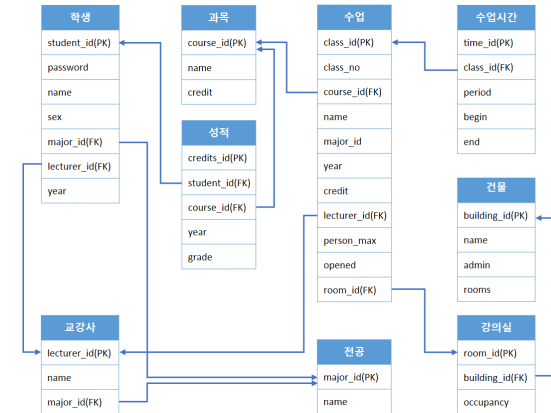 학생
student_id(PK)
password
name
sex
major_id(FK)
lecturer_id(FK)
year
과목
course_id(PK)
name
credit
성적
credits_id(PK)
student_id(FK)
course_id(FK)
year
grade
수업
class_id(PK)
class_no
course_id(FK)
name
major_id
year
credit
lecturer_id(FK)
person_max
opened
room_id(FK)
수업시간
time_id(PK)
class_id(FK)
period
begin
end
건물
building_id(PK)
name
admin
rooms
교강사
lecturer_id(PK)
name
major_id(FK)
전공
major_id(PK)
name
강의실
room_id(PK)
building_id(FK)
occupancy